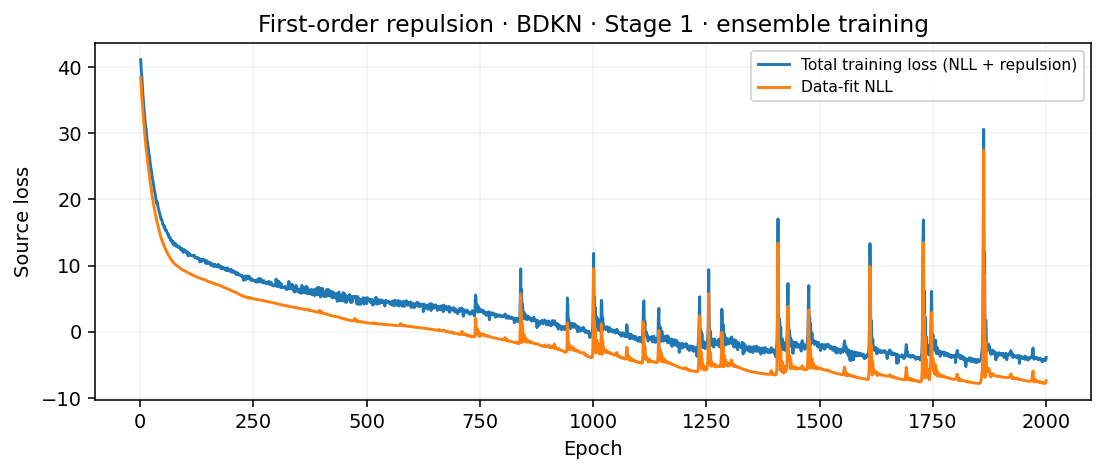 First-order repulsion · BDKN · Stage 1 · ensemble training
Total training loss (NLL + repulsion)
Data-fit NLL
Source loss
40
30
20
10
0
−10
0 250 500 750 1000 1250 1500 1750 2000
Epoch